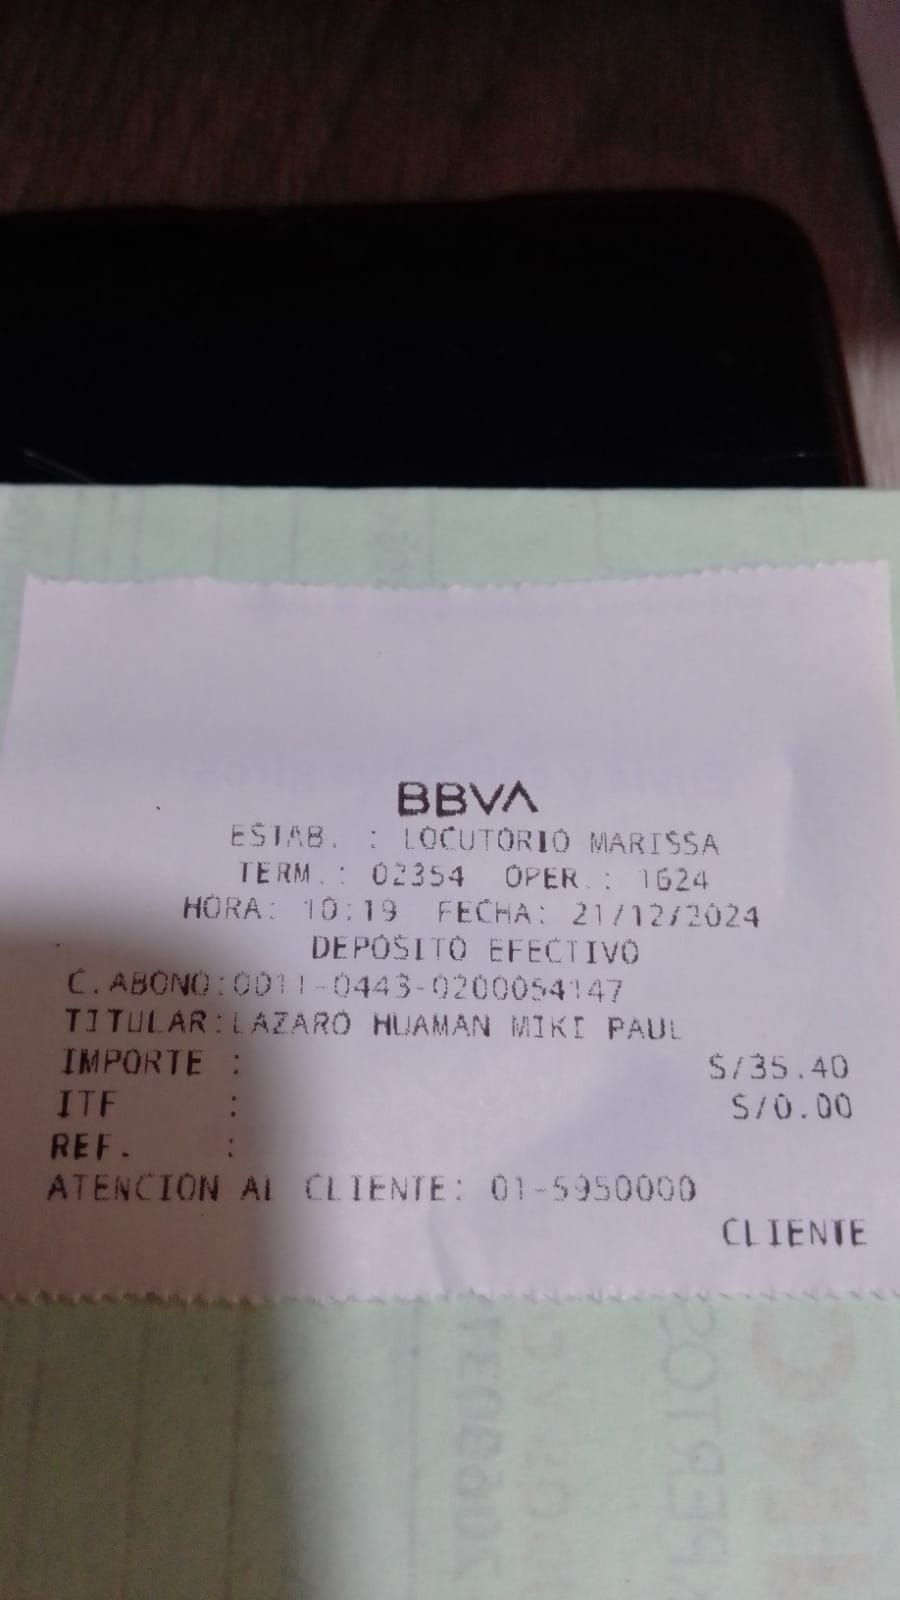 BBVA
ESTAB. : LOCUTORIO MARISSA
TERM.: 02354 OPER.: 1624
HORA: 10:19 FECHA: 21/12/2024
DEPOSITO EFECTIVO
C.ABONO:0011-0443-0200054147
TITULAR:LAZARO HUAMAN MIKI PAUL
IMPORTE : S/35.40
ITF : S/0.00
REF. :
ATENCION AL CLIENTE: 01-5950000
CLIENTE